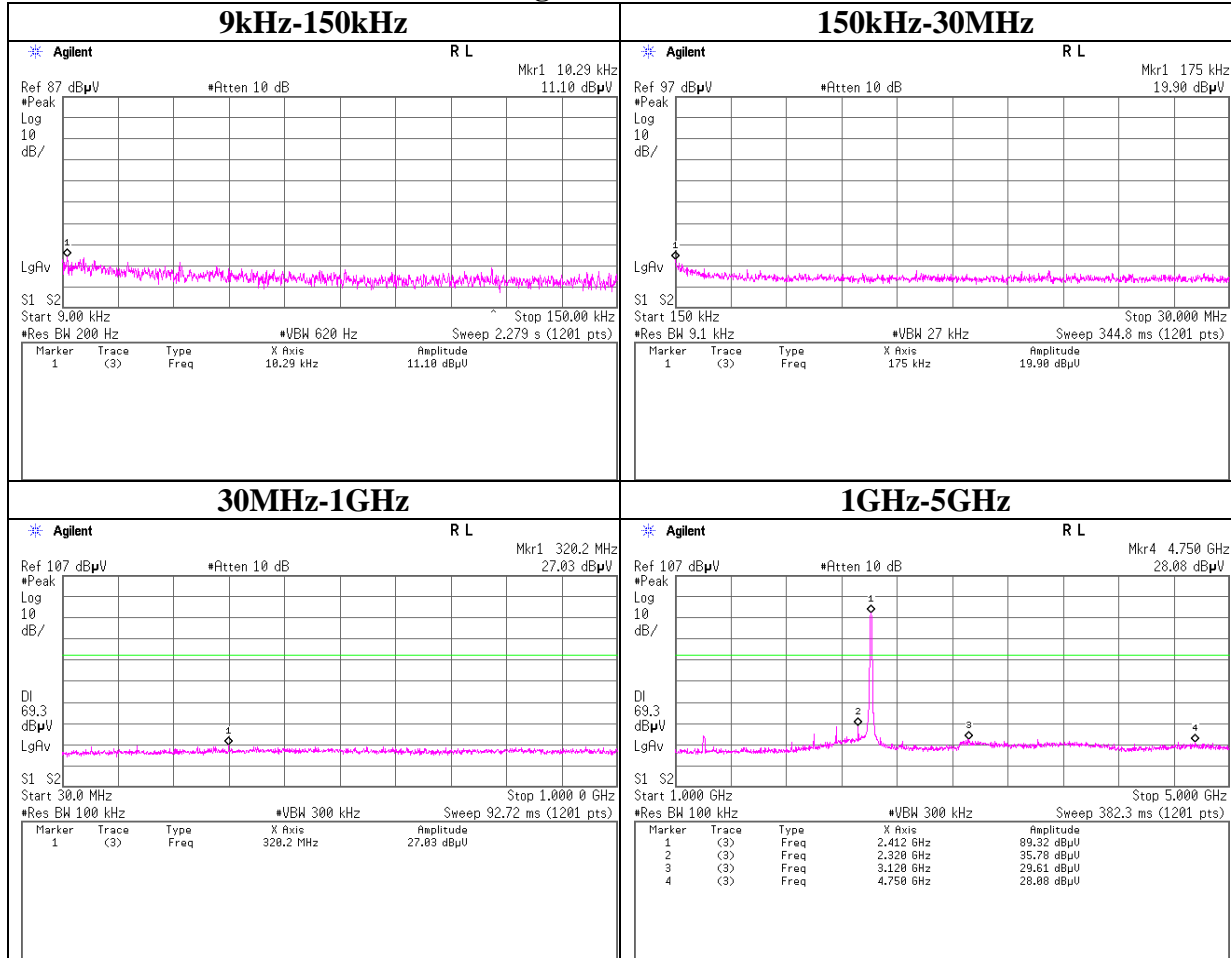 9kHz-150kHz
Agilent R L
Mkr1 10.29 kHz
Ref 87 dBµV #Atten 10 dB 11.10 dBµV
#Peak
Log
10
dB/
1
LgAv
S1 S2
Start 9.00 kHz ^ Stop 150.00 kHz
#Res BW 200 Hz #VBW 620 Hz Sweep 2.279 s (1201 pts)
Marker Trace Type X Axis Amplitude
1 (3) Freq 10.29 kHz 11.10 dBµV
150kHz-30MHz
Agilent R L
Mkr1 175 kHz
Ref 97 dBµV #Atten 10 dB 19.90 dBµV
#Peak
Log
10
dB/
1
LgAv
S1 S2
Start 150 kHz Stop 30.000 MHz
#Res BW 9.1 kHz #VBW 27 kHz Sweep 344.8 ms (1201 pts)
Marker Trace Type X Axis Amplitude
1 (3) Freq 175 kHz 19.90 dBµV
30MHz-1GHz
Agilent R L
Mkr1 320.2 MHz
Ref 107 dBµV #Atten 10 dB 27.03 dBµV
#Peak
Log
10
dB/
DI
69.3
dBµV
1
LgAv
S1 S2
Start 30.0 MHz Stop 1.000 0 GHz
#Res BW 100 kHz #VBW 300 kHz Sweep 92.72 ms (1201 pts)
Marker Trace Type X Axis Amplitude
1 (3) Freq 320.2 MHz 27.03 dBµV
1GHz-5GHz
Agilent R L
Mkr4 4.750 GHz
Ref 107 dBµV #Atten 10 dB 28.08 dBµV
#Peak
Log
10
dB/
1
DI
69.3
dBµV
2 3 4
LgAv
S1 S2
Start 1.000 GHz Stop 5.000 GHz
#Res BW 100 kHz #VBW 300 kHz Sweep 382.3 ms (1201 pts)
Marker Trace Type X Axis Amplitude
1 (3) Freq 2.412 GHz 89.32 dBµV
2 (3) Freq 2.320 GHz 35.78 dBµV
3 (3) Freq 3.120 GHz 29.61 dBµV
4 (3) Freq 4.750 GHz 28.08 dBµV